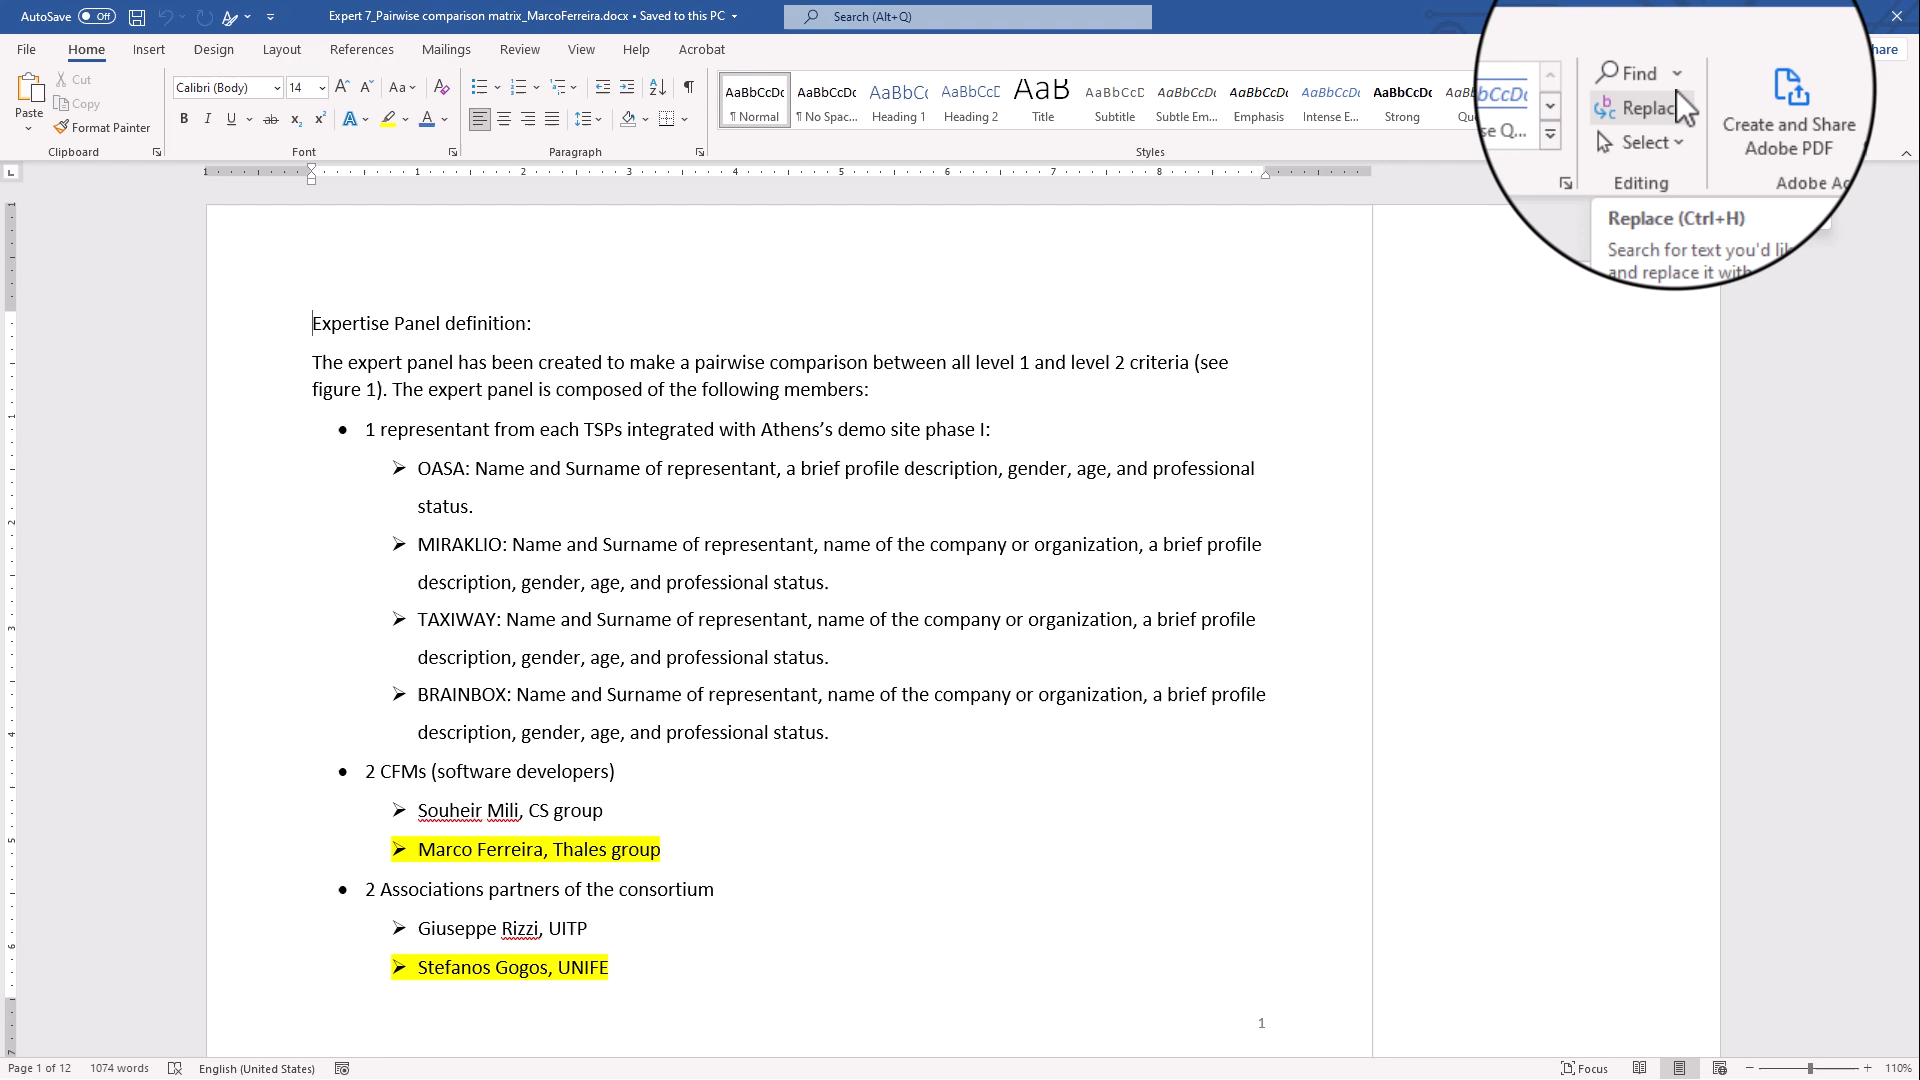 AutoSave Off Expert 7_Pairwise comparison matrix_MarcoFerreira.docx • Saved to this PC Search (Alt+Q)
File Home Insert Design Layout References Mailings Review View Help Acrobat hare
Paste
Cut
Copy
Format Painter
Clipboard
Calibri (Body) 14
Font
Paragraph
AaBbCcDc ¶ Normal
AaBbCcDc ¶ No Spac...
AaBbC( Heading 1
AaBbCcD Heading 2
AaB Title
AaBbCcD Subtitle
AaBbCcDc Subtle Em...
AaBbCcDc Emphasis
AaBbCcDc Intense E...
AaBbCcDc Strong
Styles
Find
Replac
Select
Editing
Create and Share
Adobe PDF
Adobe Ac
Replace (Ctrl+H)
Search for text you'd lik
and replace it with
Expertise Panel definition:
The expert panel has been created to make a pairwise comparison between all level 1 and level 2 criteria (see
figure 1). The expert panel is composed of the following members:
• 1 representant from each TSPs integrated with Athens’s demo site phase I:
➢ OASA: Name and Surname of representant, a brief profile description, gender, age, and professional
status.
➢ MIRAKLIO: Name and Surname of representant, name of the company or organization, a brief profile
description, gender, age, and professional status.
➢ TAXIWAY: Name and Surname of representant, name of the company or organization, a brief profile
description, gender, age, and professional status.
➢ BRAINBOX: Name and Surname of representant, name of the company or organization, a brief profile
description, gender, age, and professional status.
• 2 CFMs (software developers)
➢ Souheir Mili, CS group
➢ Marco Ferreira, Thales group
• 2 Associations partners of the consortium
➢ Giuseppe Rizzi, UITP
➢ Stefanos Gogos, UNIFE
1
Page 1 of 12 1074 words English (United States) Focus 110%